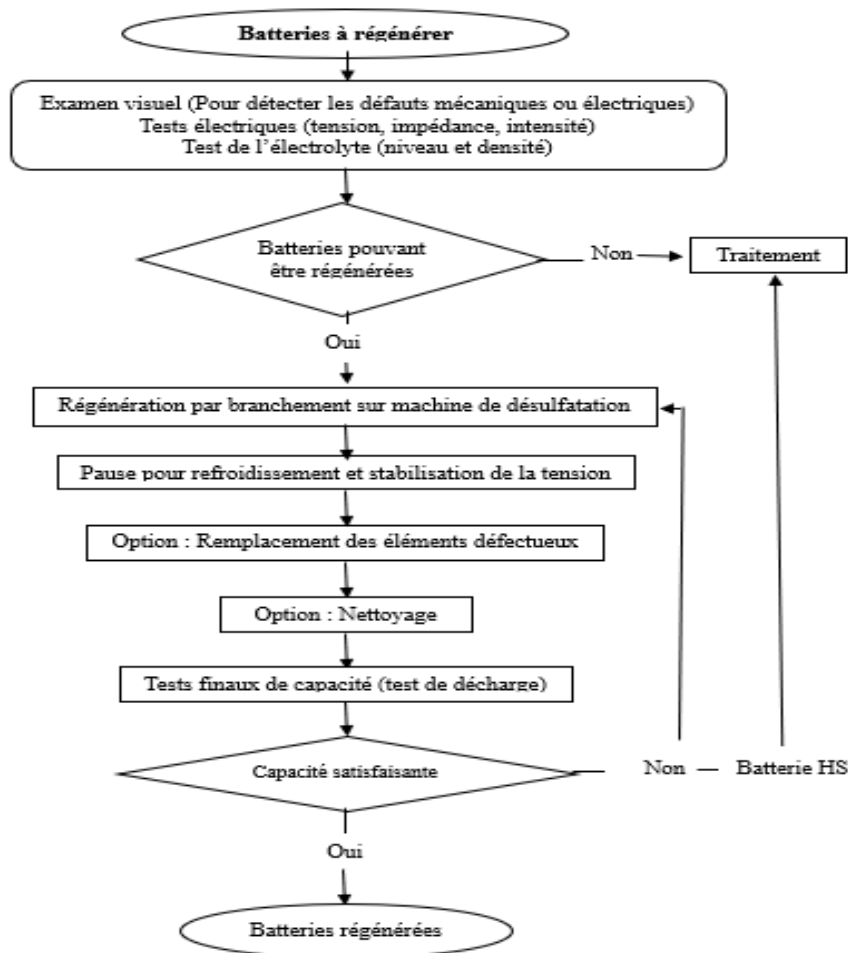 Batteries à régénérer
Examen visuel (Pour détecter les défauts mécaniques ou électriques)
Tests électriques (tension, impédance, intensité)
Test de l'électrolyte (niveau et densité)
Batteries pouvant
être régénérées
Non
Traitement
Oui
Régénération par branchement sur machine de désulfatation
Pause pour refroidissement et stabilisation de la tension
Option : Remplacement des éléments défectueux
Option : Nettoyage
Tests finaux de capacité (test de décharge)
Capacité satisfaisante
Non — Batterie HS
Oui
Batteries régénérées